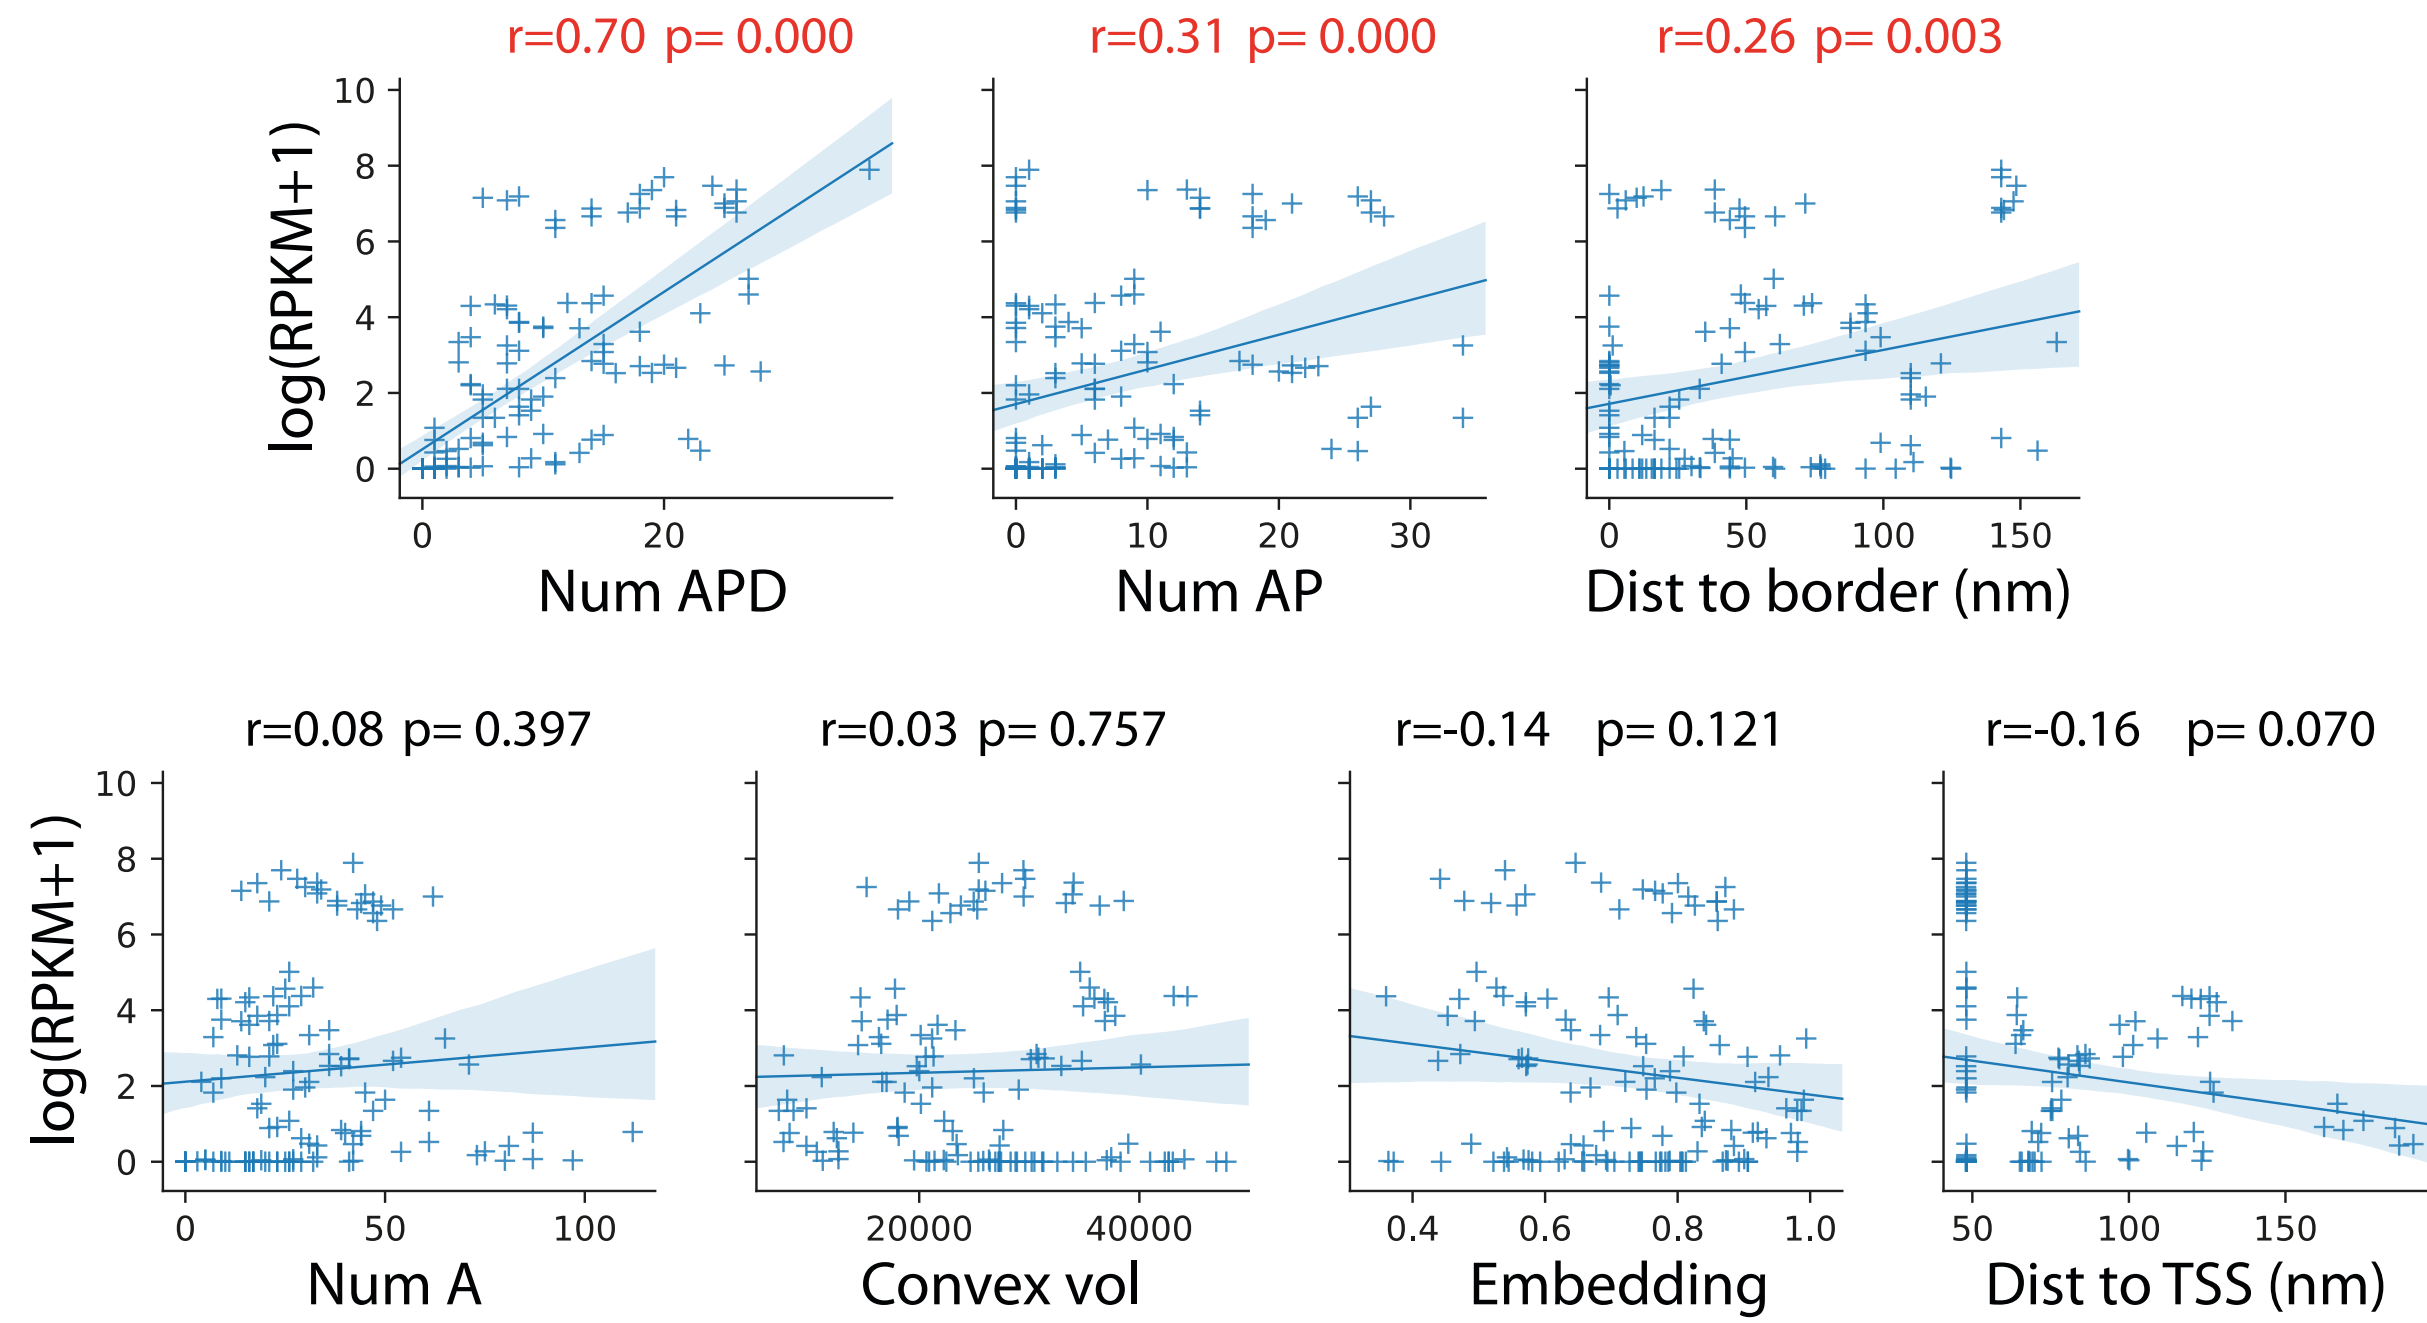 r=0.70 p= 0.000
r=0.31 p= 0.000
r=0.26 p= 0.003
log(RPKM+1)
10
8
6
4
2
0
0 20
0 10 20 30
0 50 100 150
Num APD
Num AP
Dist to border (nm)
r=0.08 p= 0.397
r=0.03 p= 0.757
r=-0.14 p= 0.121
r=-0.16 p= 0.070
log(RPKM+1)
10
8
6
4
2
0
0 50 100
20000 40000
0.4 0.6 0.8 1.0
50 100 150
Num A
Convex vol
Embedding
Dist to TSS (nm)